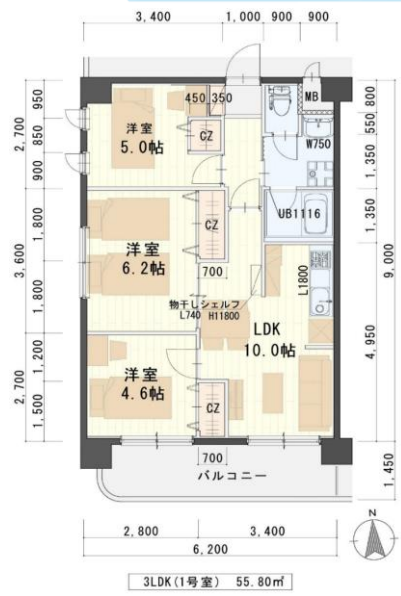 3,400
1,000
900
900
950
850
900
2,700
1,800
1,800
3,600
1,200
1,500
2,700
450
350
MB
800
550
1,350
1,350
4,950
9,000
1,450
洋室
5.0帖
CZ
W750
UB1116
洋室
6.2帖
CZ
700
物干しシェルフ
L740 H11800
L1800
LDK
10.0帖
洋室
4.6帖
CZ
700
バルコニー
2,800
3,400
6,200
N
3LDK(1号室) 55.80㎡